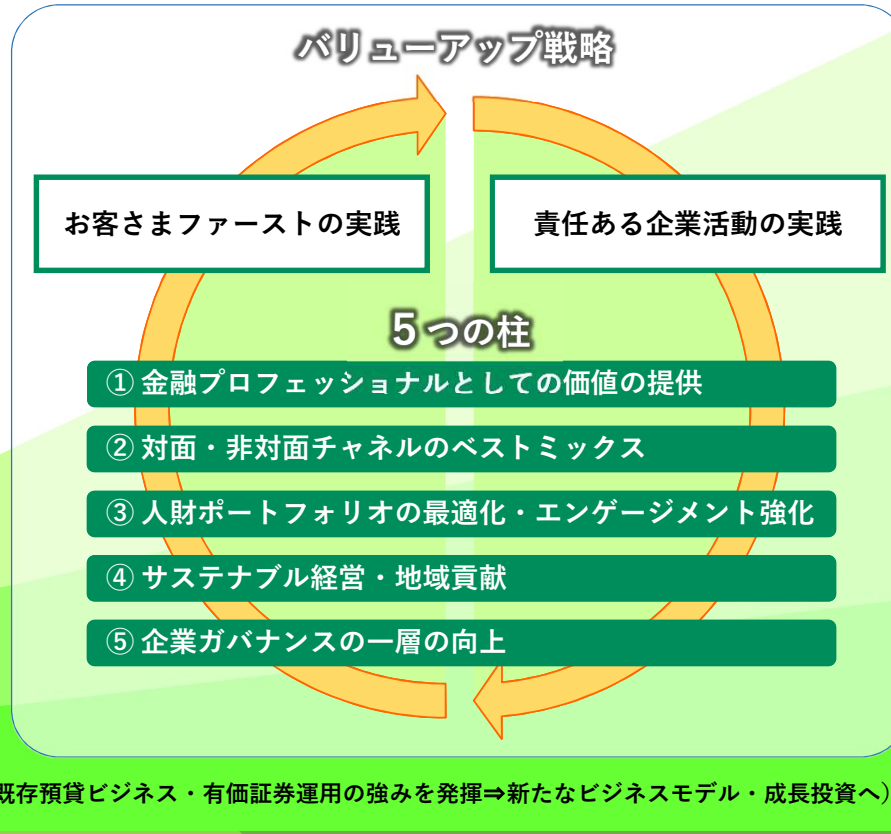 バリューアップ戦略
お客さまファーストの実践
責任ある企業活動の実践
5つの柱
① 金融プロフェッショナルとしての価値の提供
② 対面・非対面チャネルのベストミックス
③ 人財ポートフォリオの最適化・エンゲージメント強化
④ サステナブル経営・地域貢献
⑤ 企業ガバナンスの一層の向上
既存預貸ビジネス・有価証券運用の強みを発揮⇒新たなビジネスモデル・成長投資へ）